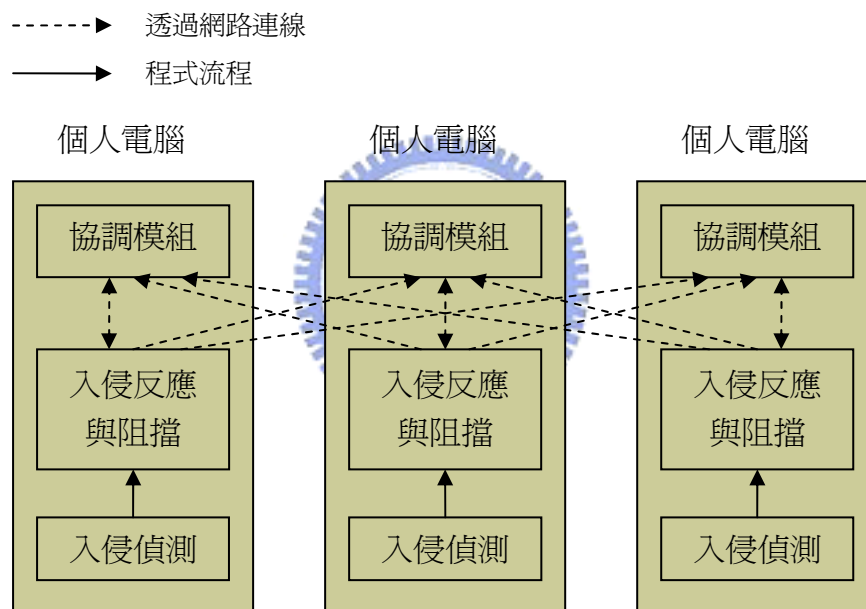 透過網路連線
程式流程
個人電腦
個人電腦
個人電腦
協調模組
協調模組
協調模組
入侵反應
與阻擋
入侵反應
與阻擋
入侵反應
與阻擋
入侵偵測
入侵偵測
入侵偵測